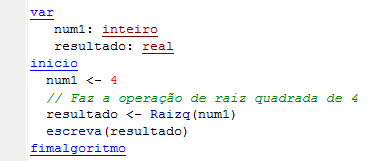 var
num1: inteiro
resultado: real
inicio
num1 <- 4
// Faz a operação de raiz quadrada de 4
resultado <- Raizq(num1)
escreva(resultado)
fimalgoritmo